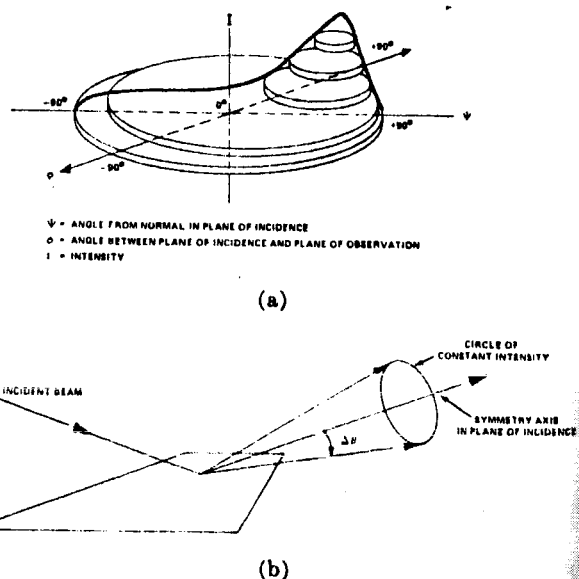 I
+90°
-90°
0°
+90°
ψ
-90°
ψ = ANGLE FROM NORMAL IN PLANE OF INCIDENCE
= ANGLE BETWEEN PLANE OF INCIDENCE AND PLANE OF OBSERVATION
I = INTENSITY
(a)
CIRCLE OF
CONSTANT INTENSITY
INCIDENT BEAM
SYMMETRY AXIS
IN PLANE OF INCIDENCE
Δθ
(b)